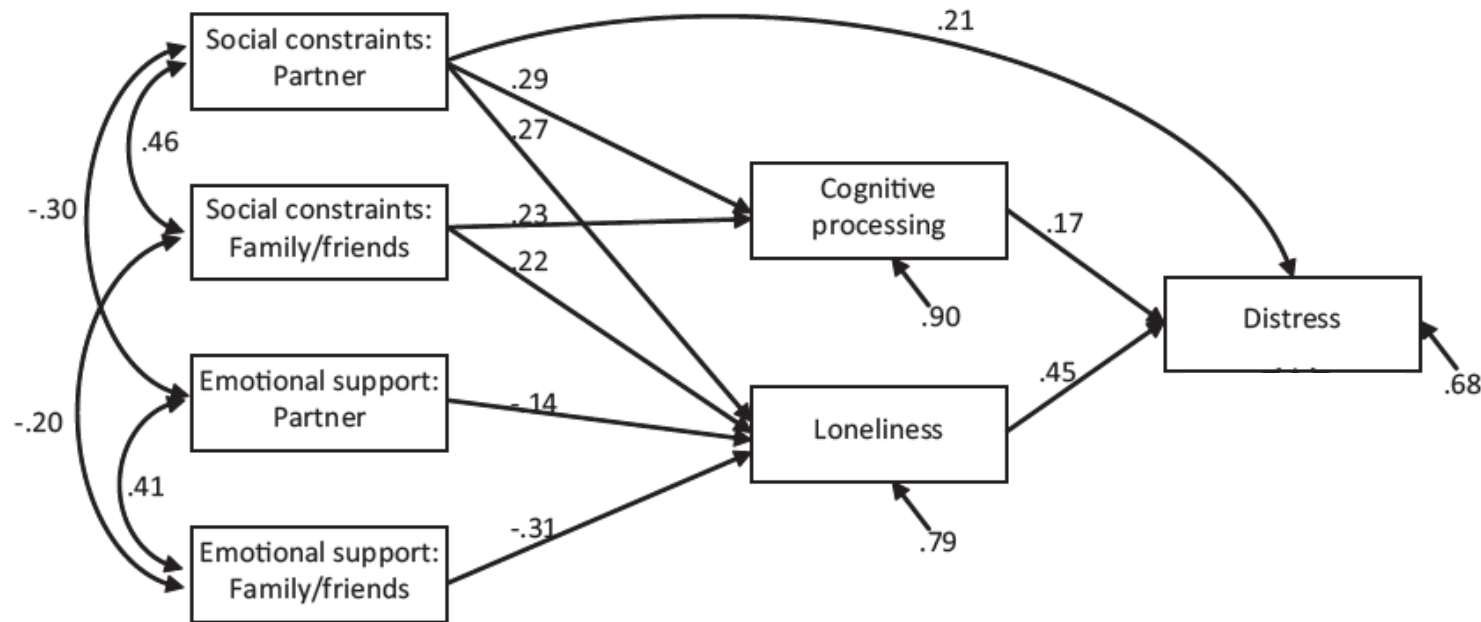 Social constraints:
Partner
.21
.29
.27
.46
-.30
Social constraints:
Family/friends
.23
.22
Cognitive
processing
.17
.90
Distress
.68
Emotional support:
Partner
-.14
-.20
.41
Loneliness
.45
.79
Emotional support:
Family/friends
-.31